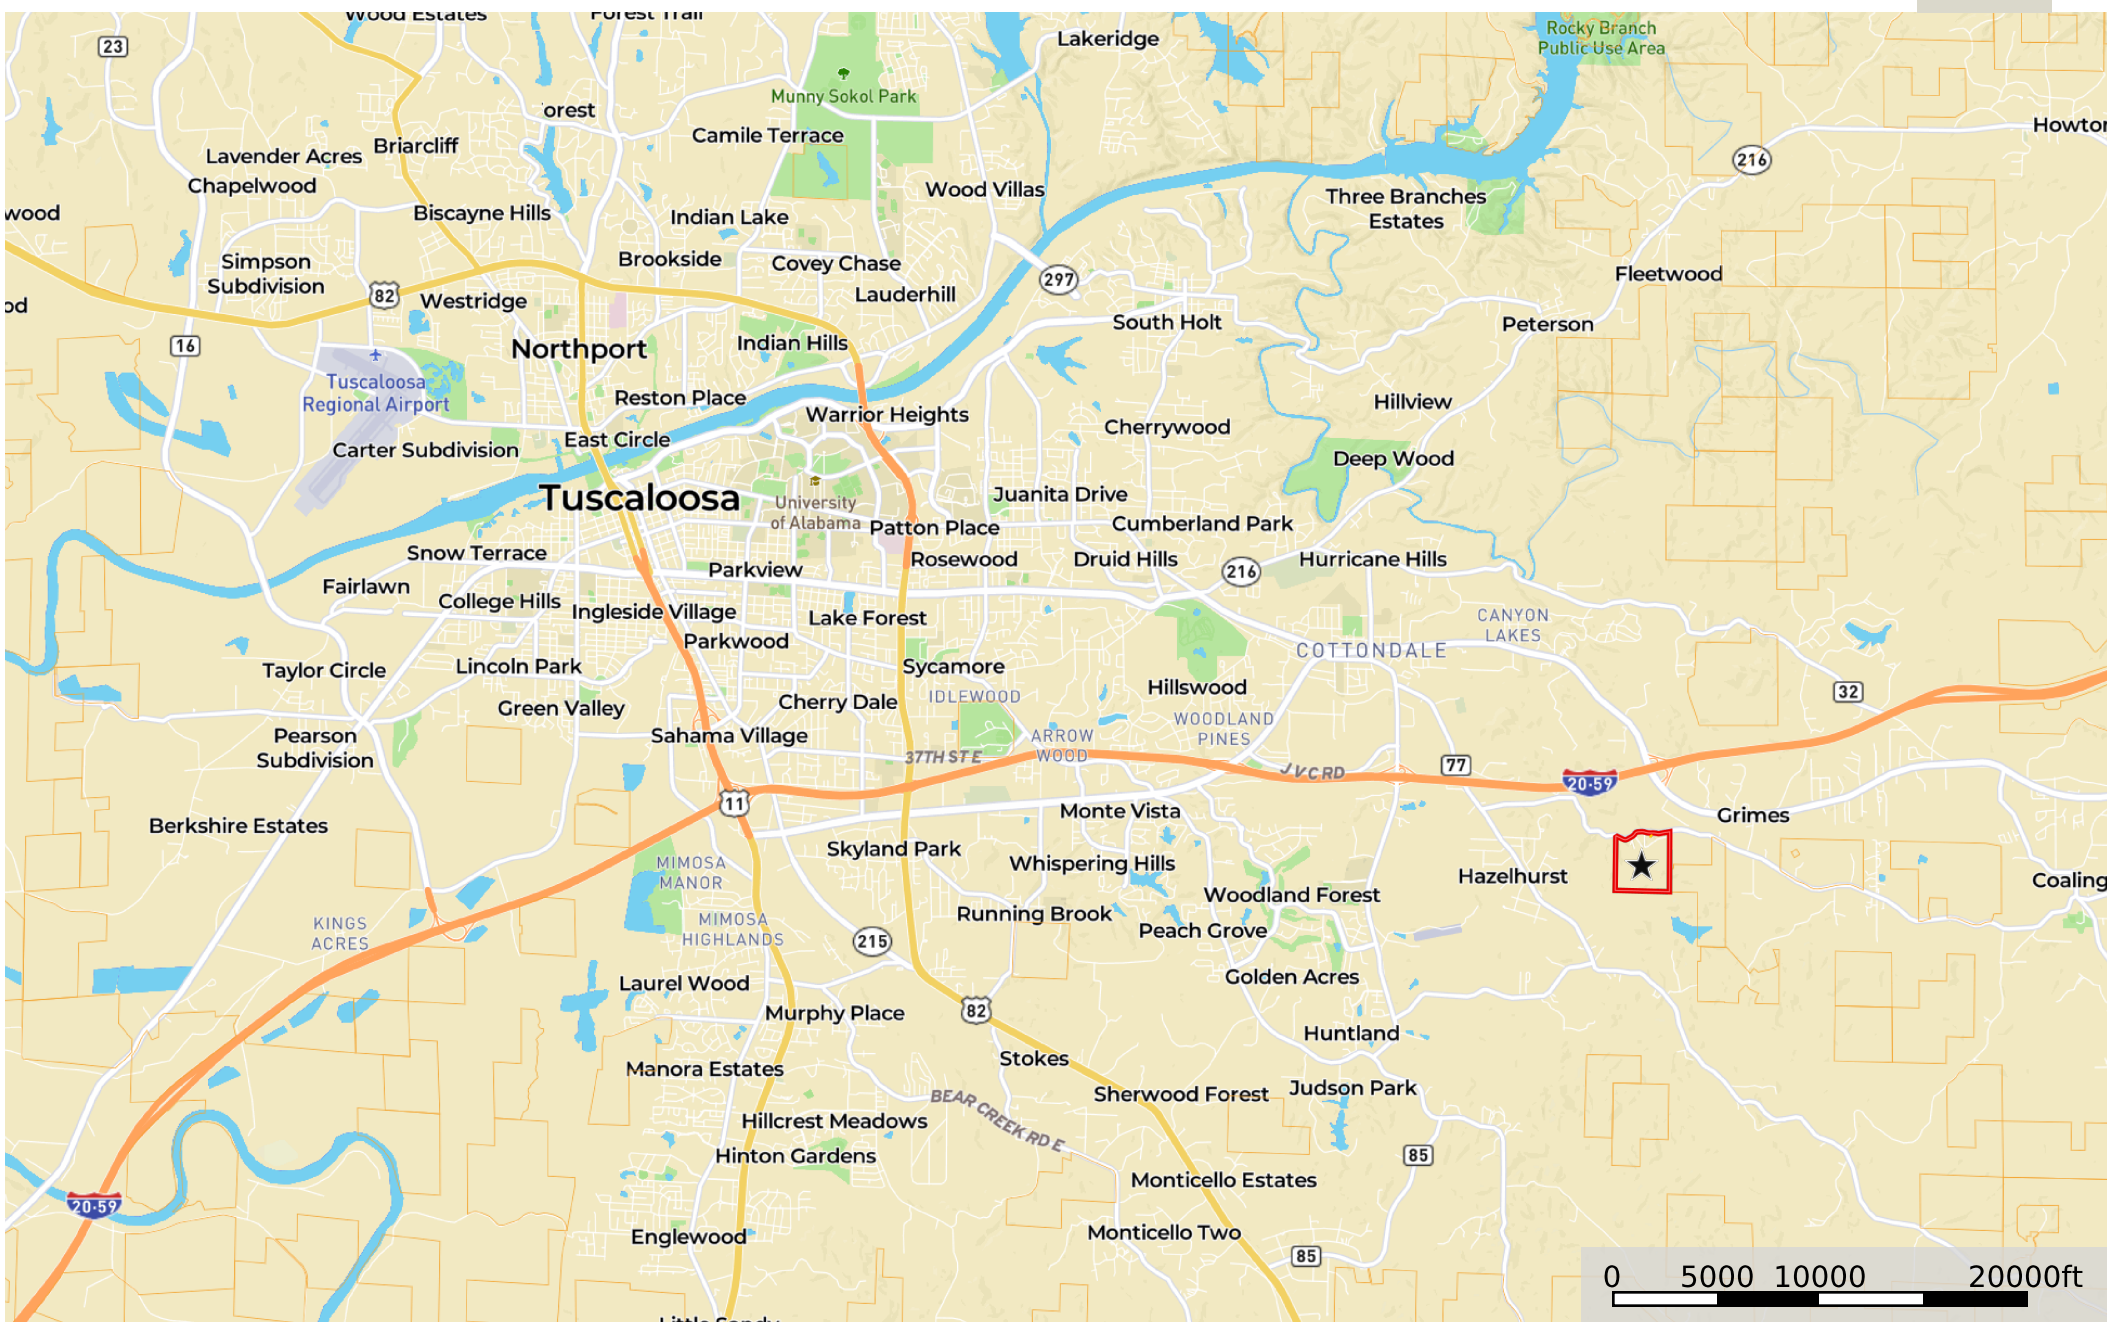 Wood Estates
Forest Trail
Lakeridge
Rocky Branch
Public Use Area
23
Munny Sokol Park
orest
Camile Terrace
Howton
Briarcliff
Lavender Acres
Chapelwood
216
wood
Biscayne Hills
Indian Lake
Wood Villas
Three Branches
Estates
Simpson
Subdivision
Brookside
Covey Chase
Lauderhill
297
Fleetwood
od
82
Westridge
South Holt
Peterson
16
Northport
Indian Hills
Tuscaloosa
Regional Airport
Reston Place
Warrior Heights
Hillview
Carter Subdivision
East Circle
Cherrywood
Deep Wood
Tuscaloosa
University
of Alabama
Juanita Drive
Patton Place
Cumberland Park
Snow Terrace
Parkview
Rosewood
Druid Hills
216
Hurricane Hills
Fairlawn
College Hills
Ingleside Village
Lake Forest
CANYON
LAKES
Parkwood
COTTONDALE
Taylor Circle
Lincoln Park
Sycamore
IDLEWOOD
Hillswood
32
Green Valley
Cherry Dale
WOODLAND
PINES
Pearson
Subdivision
Sahama Village
37TH ST E
ARROW
WOOD
J V C RD
77
20-59
11
Monte Vista
Grimes
Berkshire Estates
Skyland Park
MIMOSA
MANOR
Whispering Hills
Hazelhurst
Coaling
Woodland Forest
KINGS
ACRES
MIMOSA
HIGHLANDS
215
Running Brook
Peach Grove
Laurel Wood
Golden Acres
Murphy Place
82
Huntland
Manora Estates
Stokes
Sherwood Forest
Judson Park
BEAR CREEK RD E
Hillcrest Meadows
Hinton Gardens
85
Monticello Estates
20-59
Englewood
Monticello Two
85
0 5000 10000 20000ft
Little Sandy